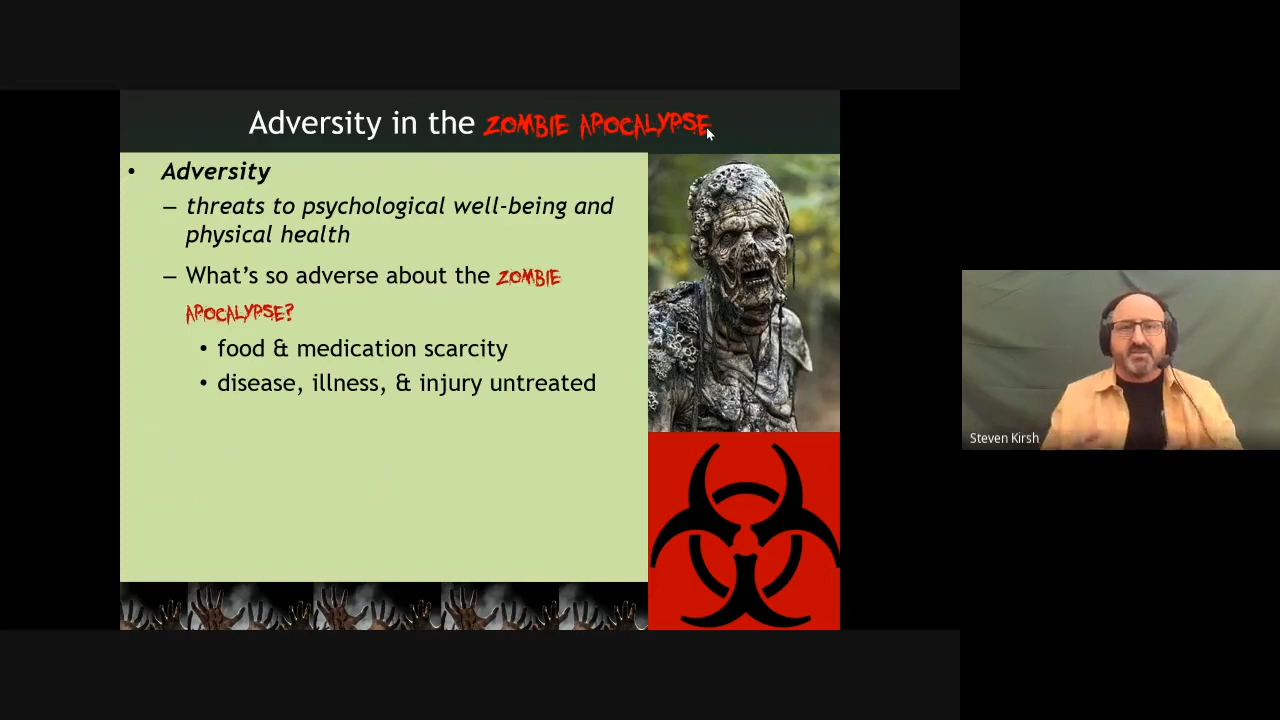 Adversity in the ZOMBIE APOCALYPSE
• Adversity
– threats to psychological well-being and
physical health
– What's so adverse about the ZOMBIE
APOCALYPSE?
• food & medication scarcity
• disease, illness, & injury untreated
Steven Kirsh